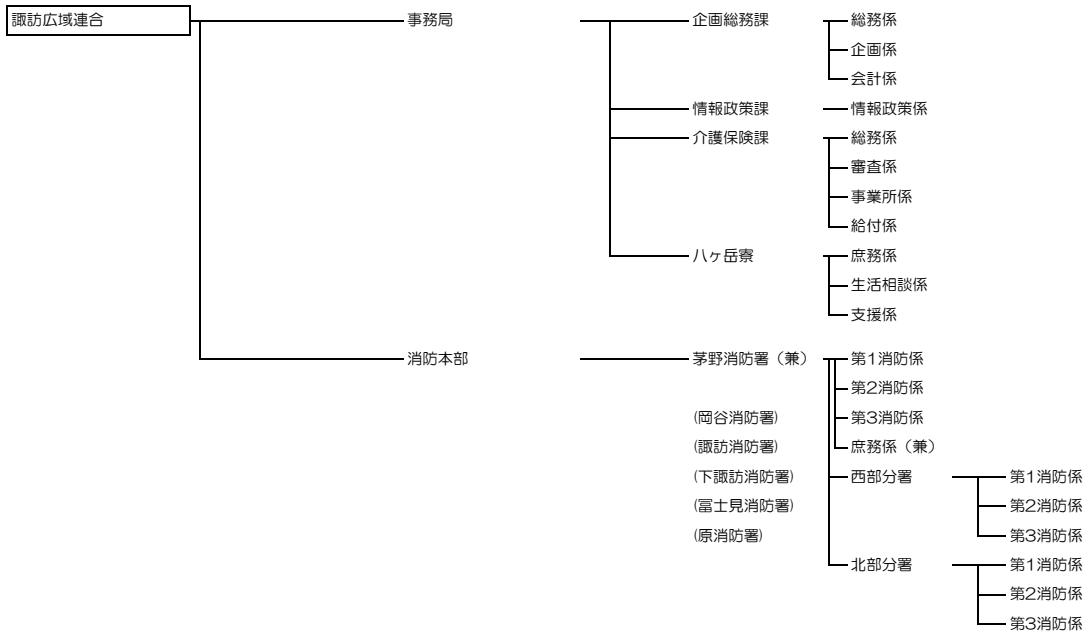 諏訪広域連合 事務局 企画総務課 総務係
企画係
会計係
情報政策課 情報政策係
介護保険課 総務係
審査係
事業所係
給付係
八ヶ岳寮 庶務係
生活相談係
支援係
消防本部 茅野消防署（兼） 第1消防係
第2消防係
(岡谷消防署) 第3消防係
(諏訪消防署) 庶務係（兼）
(下諏訪消防署) 西部分署 第1消防係
(富士見消防署) 第2消防係
(原消防署) 第3消防係
北部分署 第1消防係
第2消防係
第3消防係